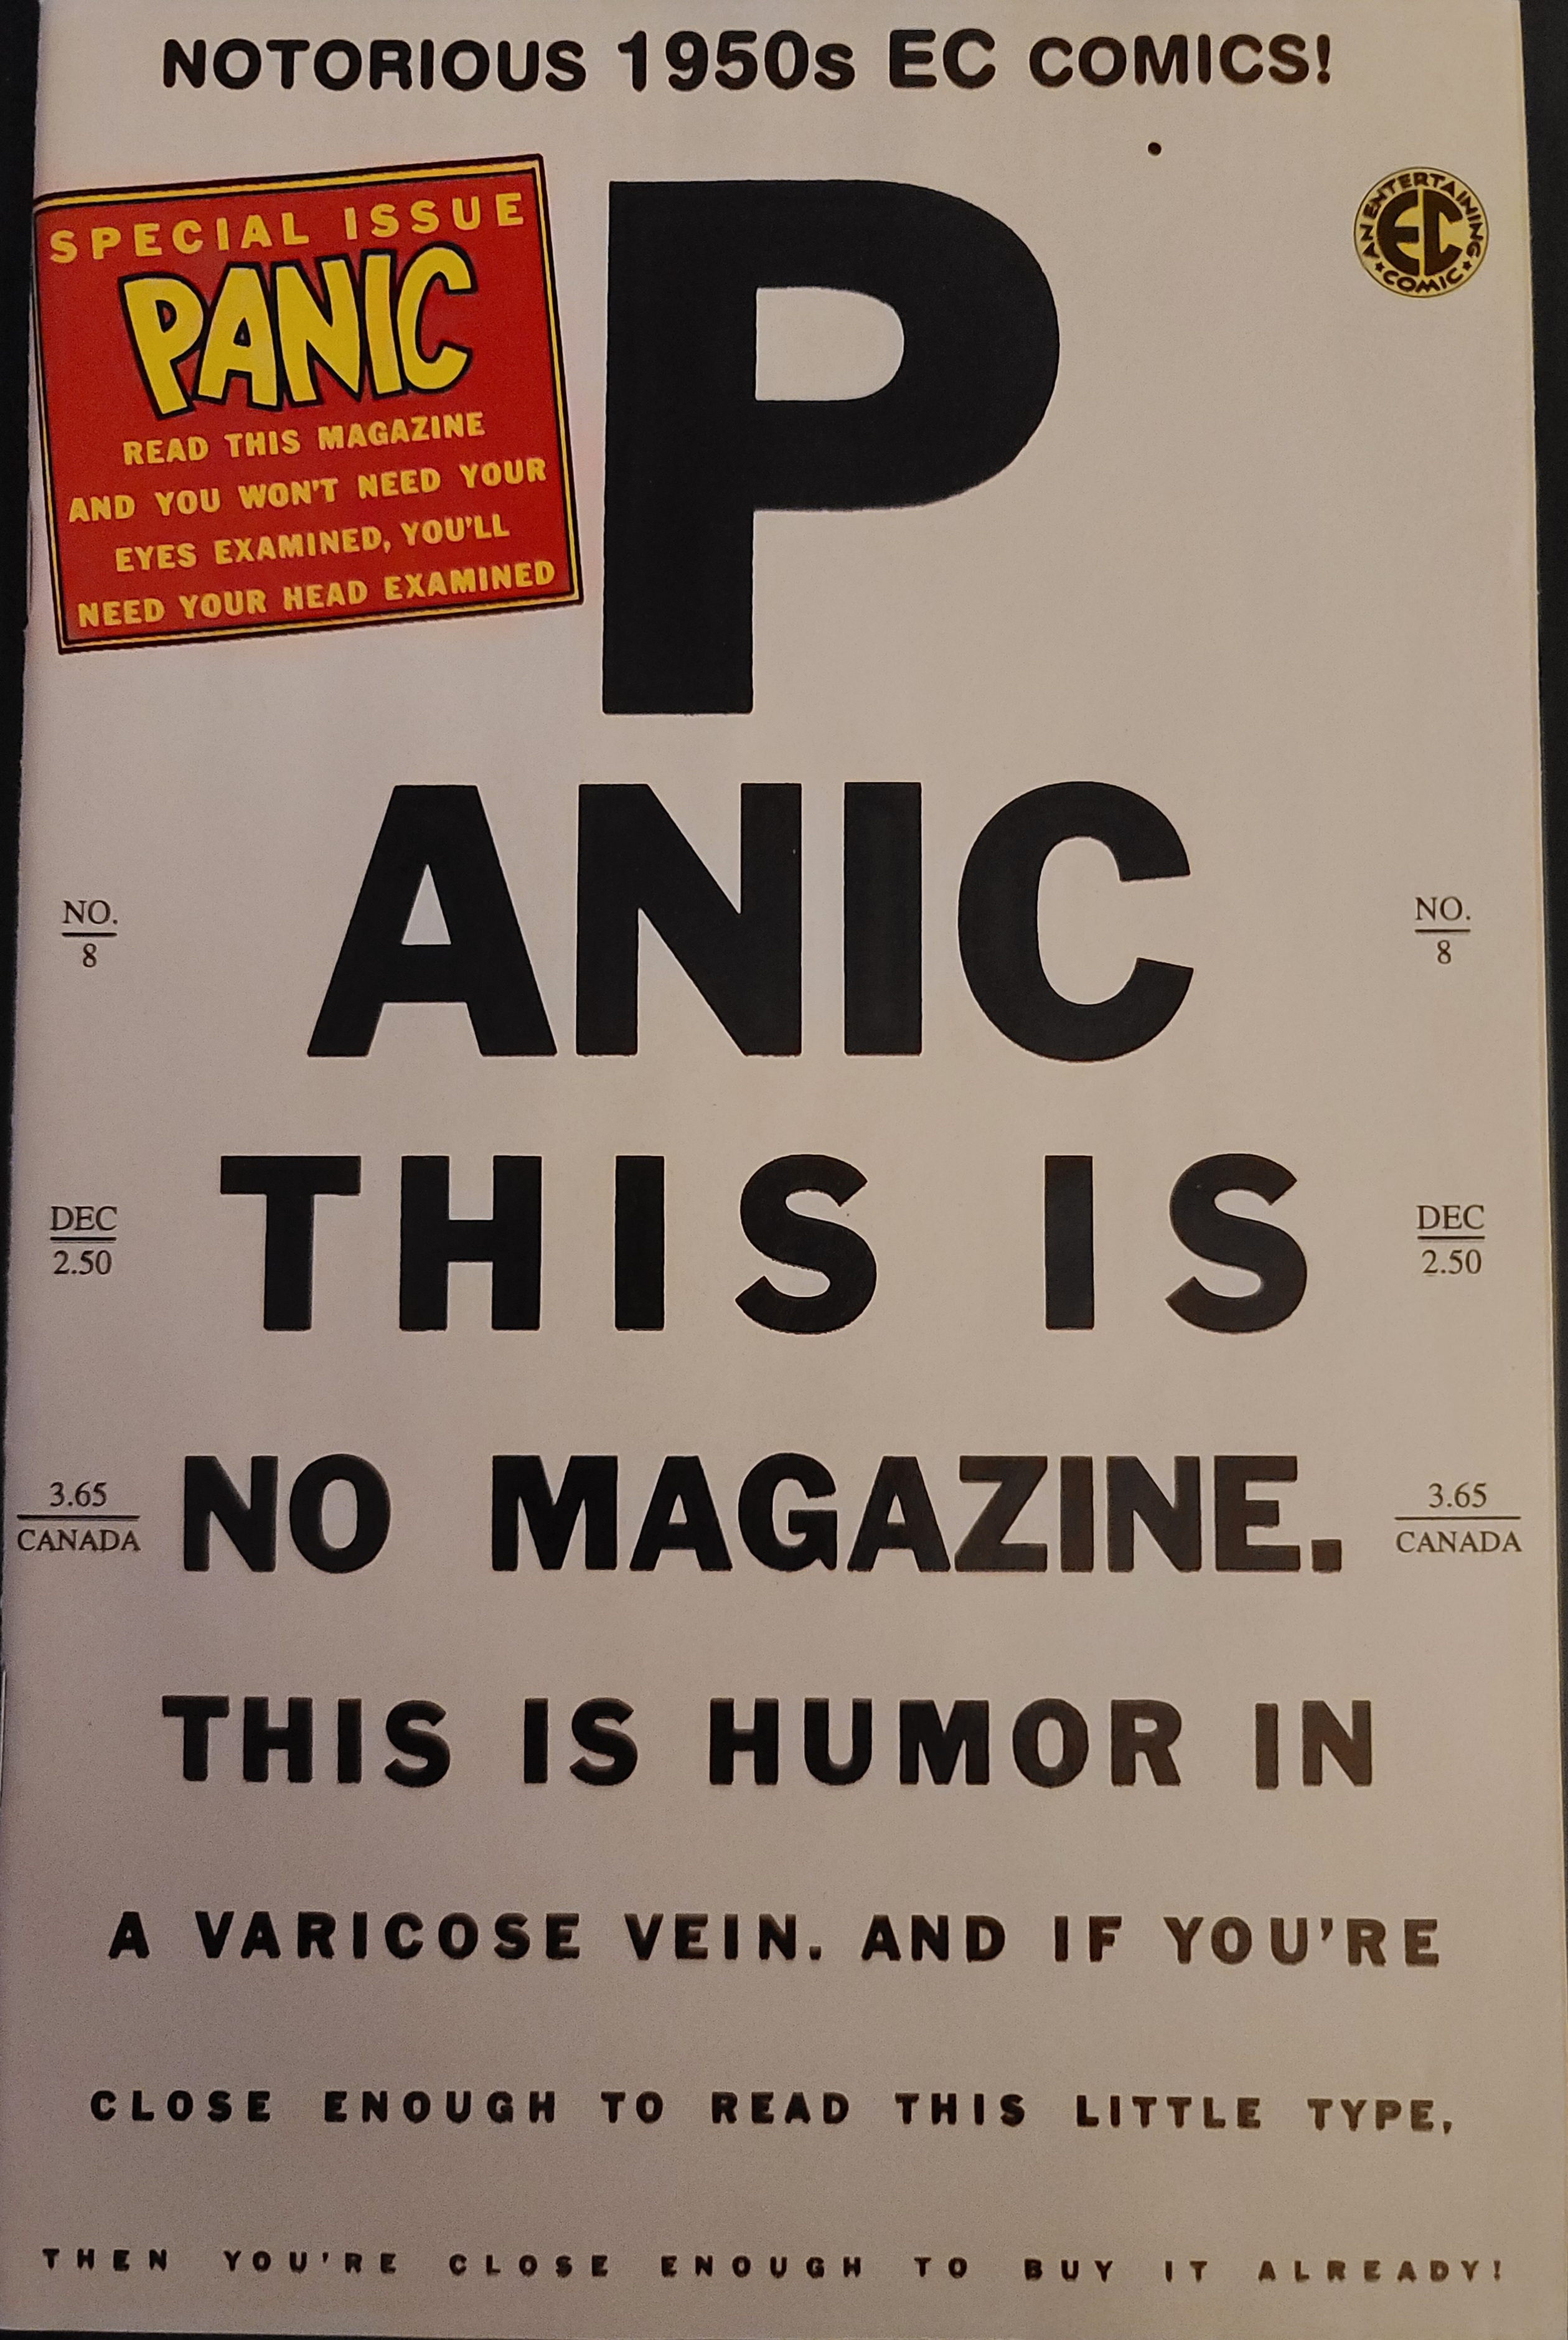 NOTORIOUS 1950s EC COMICS!
SPECIAL ISSUE
PANIC
READ THIS MAGAZINE
AND YOU WON'T NEED YOUR
EYES EXAMINED, YOU'LL
NEED YOUR HEAD EXAMINED
AN ENTERTAINING
EC
COMIC
P
ANIC
NO.
8
NO.
8
THIS IS
DEC
2.50
DEC
2.50
NO MAGAZINE.
3.65
CANADA
3.65
CANADA
THIS IS HUMOR IN
A VARICOSE VEIN. AND IF YOU'RE
CLOSE ENOUGH TO READ THIS LITTLE TYPE,
THEN YOU'RE CLOSE ENOUGH TO BUY IT ALREADY!